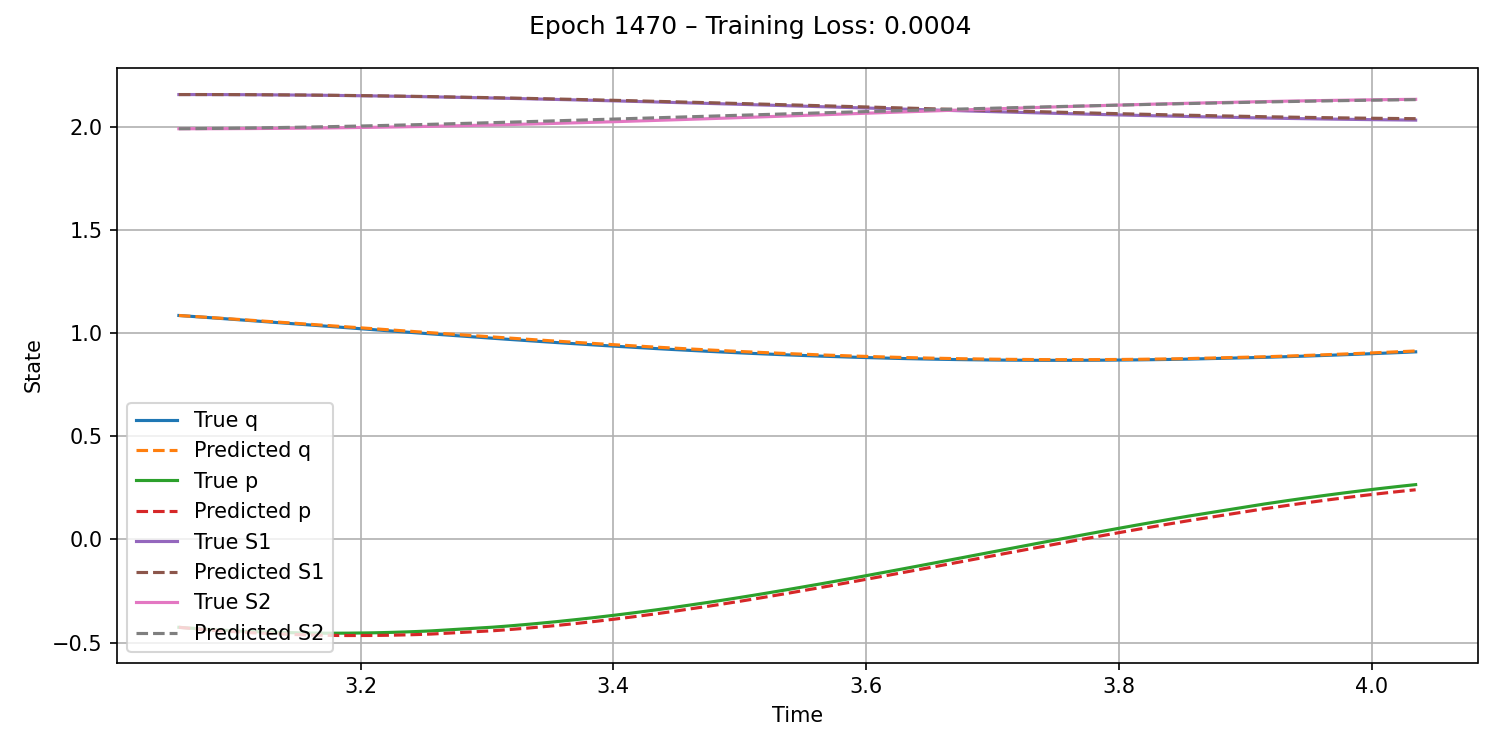 Epoch 1470 – Training Loss: 0.0004
2.0
1.5
1.0
0.5
0.0
−0.5
State
True q
Predicted q
True p
Predicted p
True S1
Predicted S1
True S2
Predicted S2
3.2 3.4 3.6 3.8 4.0
Time